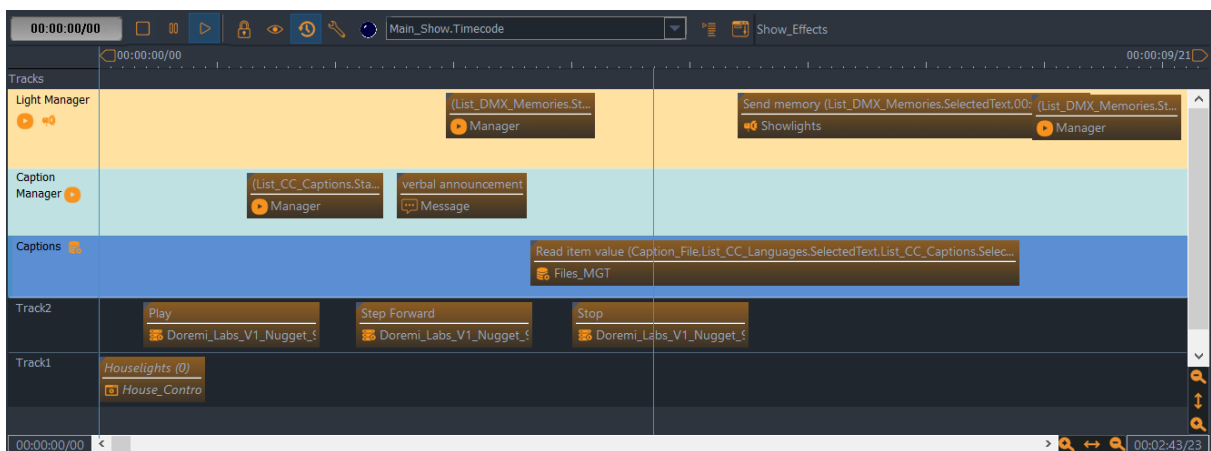 00:00:00/00
Main_Show.Timecode
Show_Effects
00:00:00/00
00:00:09/21
Tracks
Light Manager
(List_DMX_Memories.St...
Manager
Send memory (List_DMX_Memories.SelectedText,00:
Showlights
(List_DMX_Memories.St...
Manager
Caption
Manager
(List_CC_Captions.Sta...
Manager
verbal announcement
Message
Captions
Read item value (Caption_File,List_CC_Languages.SelectedText,List_CC_Captions.Selec...
Files_MGT
Track2
Play
Doremi_Labs_V1_Nugget_9
Step Forward
Doremi_Labs_V1_Nugget_9
Stop
Doremi_Labs_V1_Nugget_9
Track1
Houselights (0)
House_Contro
00:00:00/00
00:02:43/23